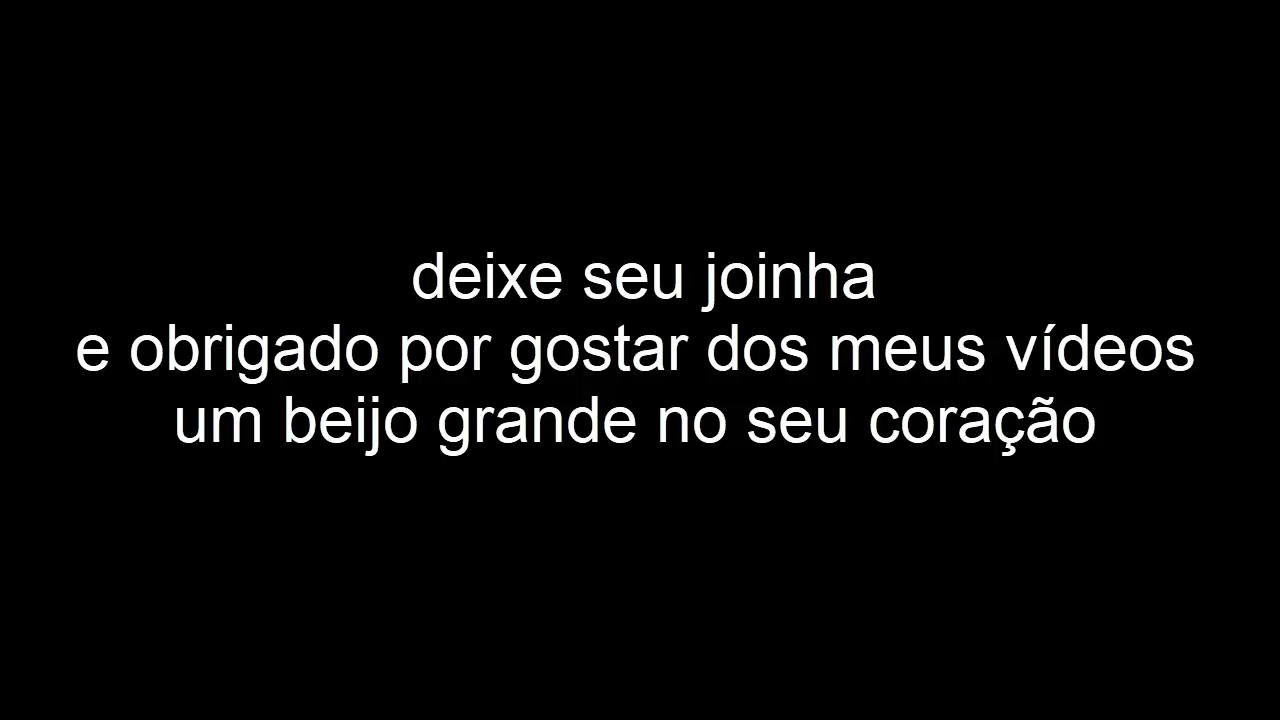 deixe seu joinha
e obrigado por gostar dos meus vídeos
um beijo grande no seu coração